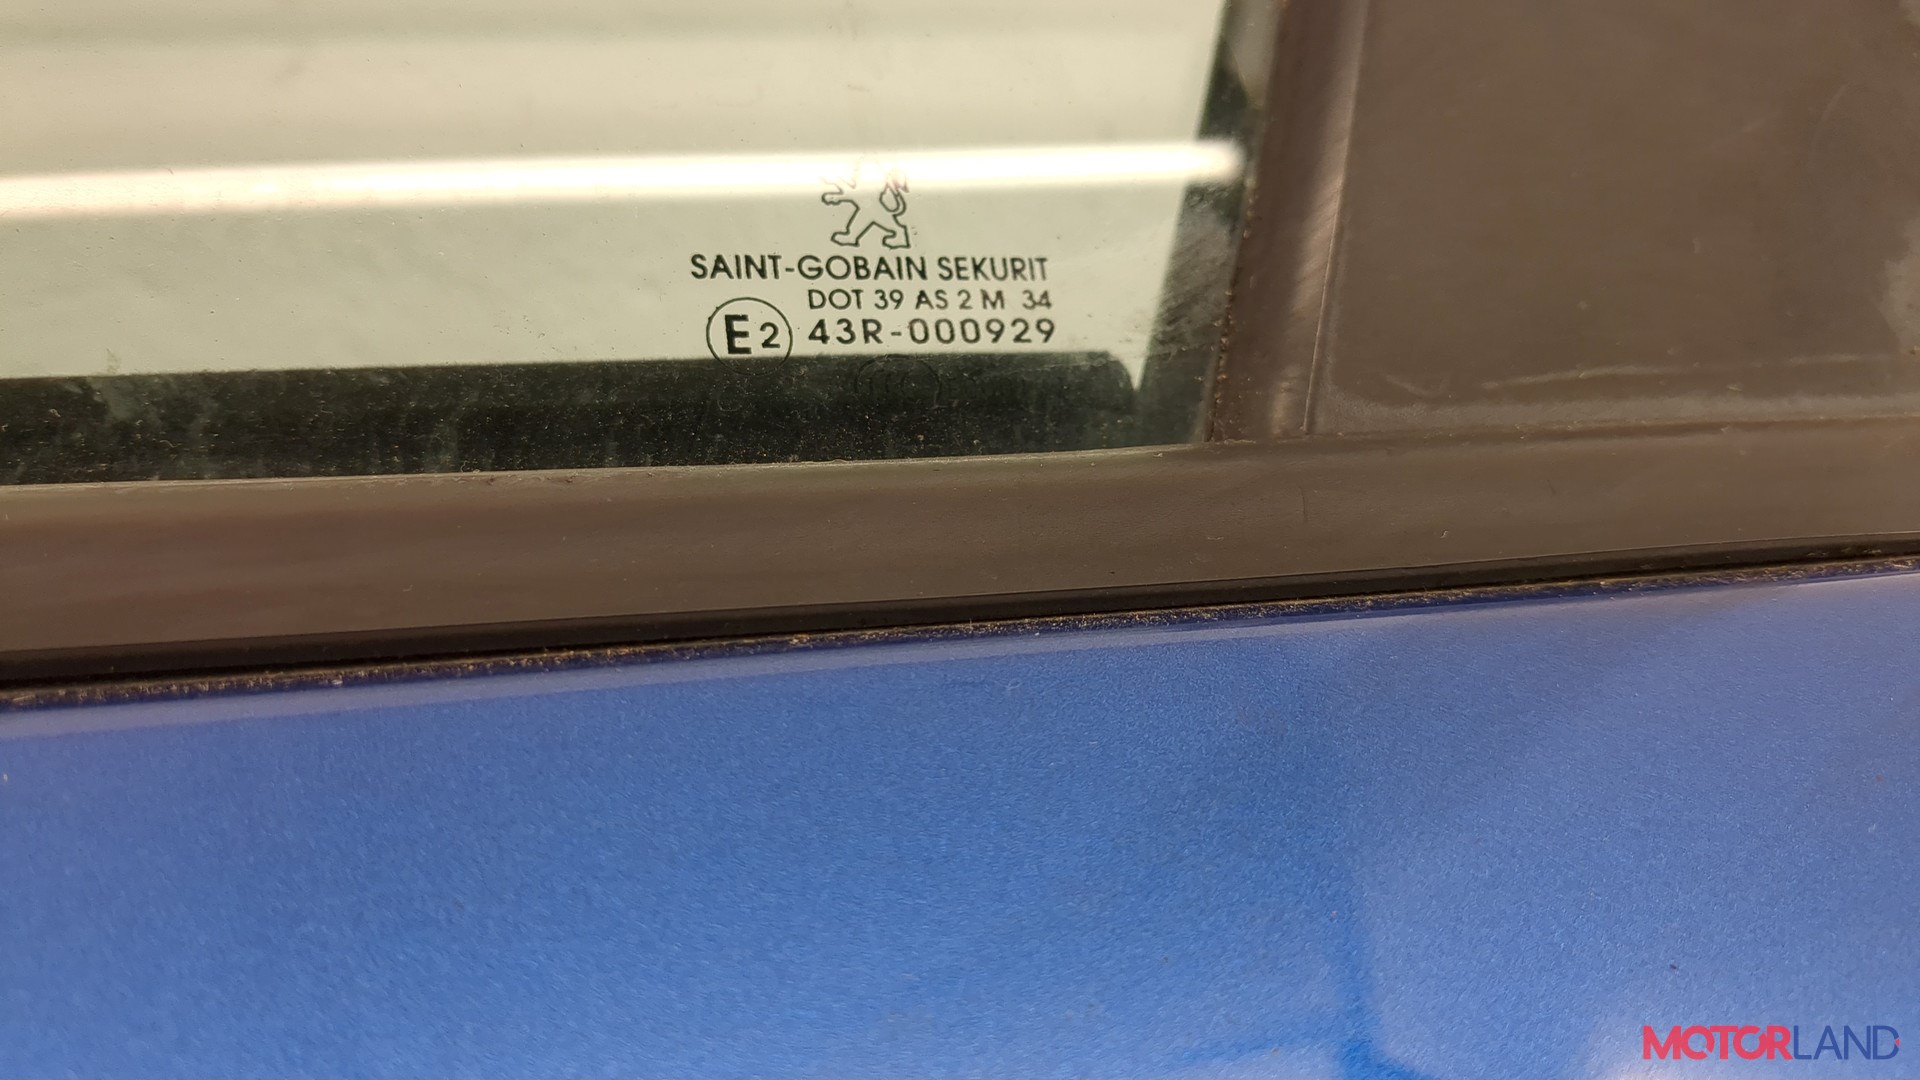 SAINT-GOBAIN SEKURIT
DOT 39 AS 2 M 34
E2 43R-000929
MOTORLAND